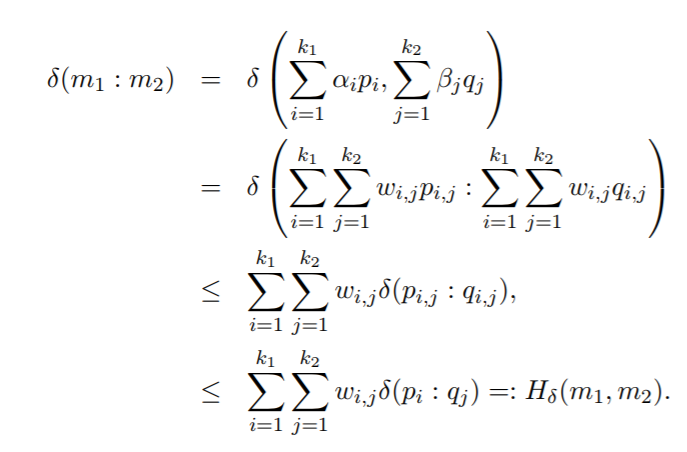 δ(m₁ : m₂) = δ (∑_{i=1}^{k₁} α_i p_i, ∑_{j=1}^{k₂} β_j q_j)
= δ (∑_{i=1}^{k₁} ∑_{j=1}^{k₂} w_{i,j} p_{i,j} : ∑_{i=1}^{k₁} ∑_{j=1}^{k₂} w_{i,j} q_{i,j})
≤ ∑_{i=1}^{k₁} ∑_{j=1}^{k₂} w_{i,j} δ(p_{i,j} : q_{i,j}),
≤ ∑_{i=1}^{k₁} ∑_{j=1}^{k₂} w_{i,j} δ(p_i : q_j) =: H_δ(m₁, m₂).